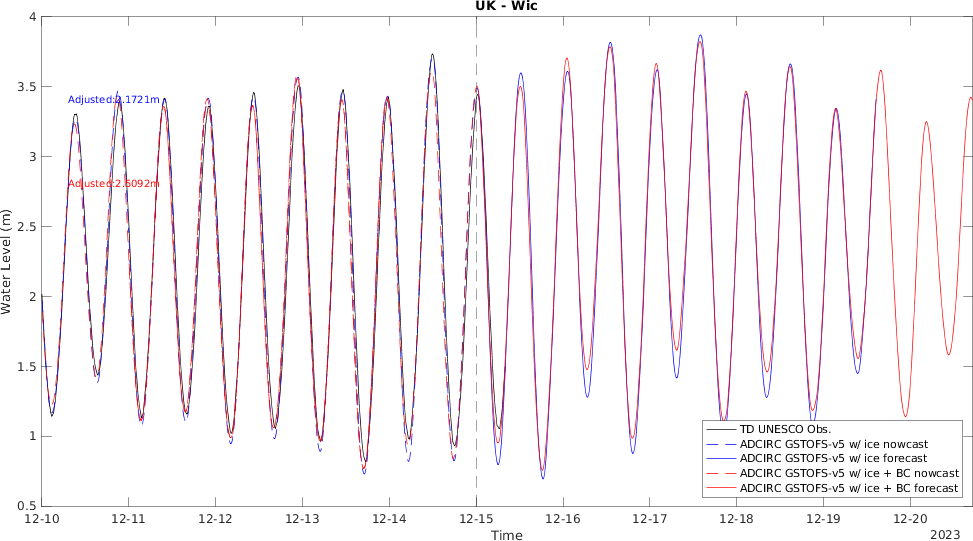 UK - Wic
Water Level (m)
4
3.5
3
2.5
2
1.5
1
0.5
Adjusted:2.1721m
Adjusted:2.6092m
TD UNESCO Obs.
ADCIRC GSTOFS-v5 w/ ice nowcast
ADCIRC GSTOFS-v5 w/ ice forecast
ADCIRC GSTOFS-v5 w/ ice + BC nowcast
ADCIRC GSTOFS-v5 w/ ice + BC forecast
12-10 12-11 12-12 12-13 12-14 12-15 12-16 12-17 12-18 12-19 12-20
Time
2023